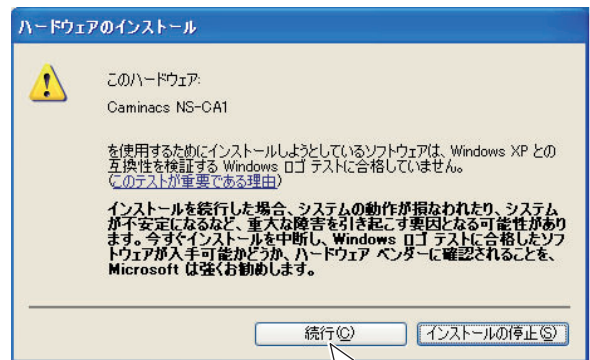 ハードウェアのインストール
このハードウェア:
Caminacs NS-CA1
を使用するためにインストールしようとしているソフトウェアは、Windows XP との
互換性を検証する Windows ロゴ テストに合格していません。
(このテストが重要である理由)
インストールを続行した場合、システムの動作が損なわれたり、システム
が不安定になるなど、重大な障害を引き起こす要因となる可能性があり
ます。今すぐインストールを中断し、Windows ロゴ テストに合格したソフ
トウェアが入手可能かどうか、ハードウェア ベンダーに確認されることを、
Microsoft は強くお勧めします。
続行(C) インストールの停止(S)